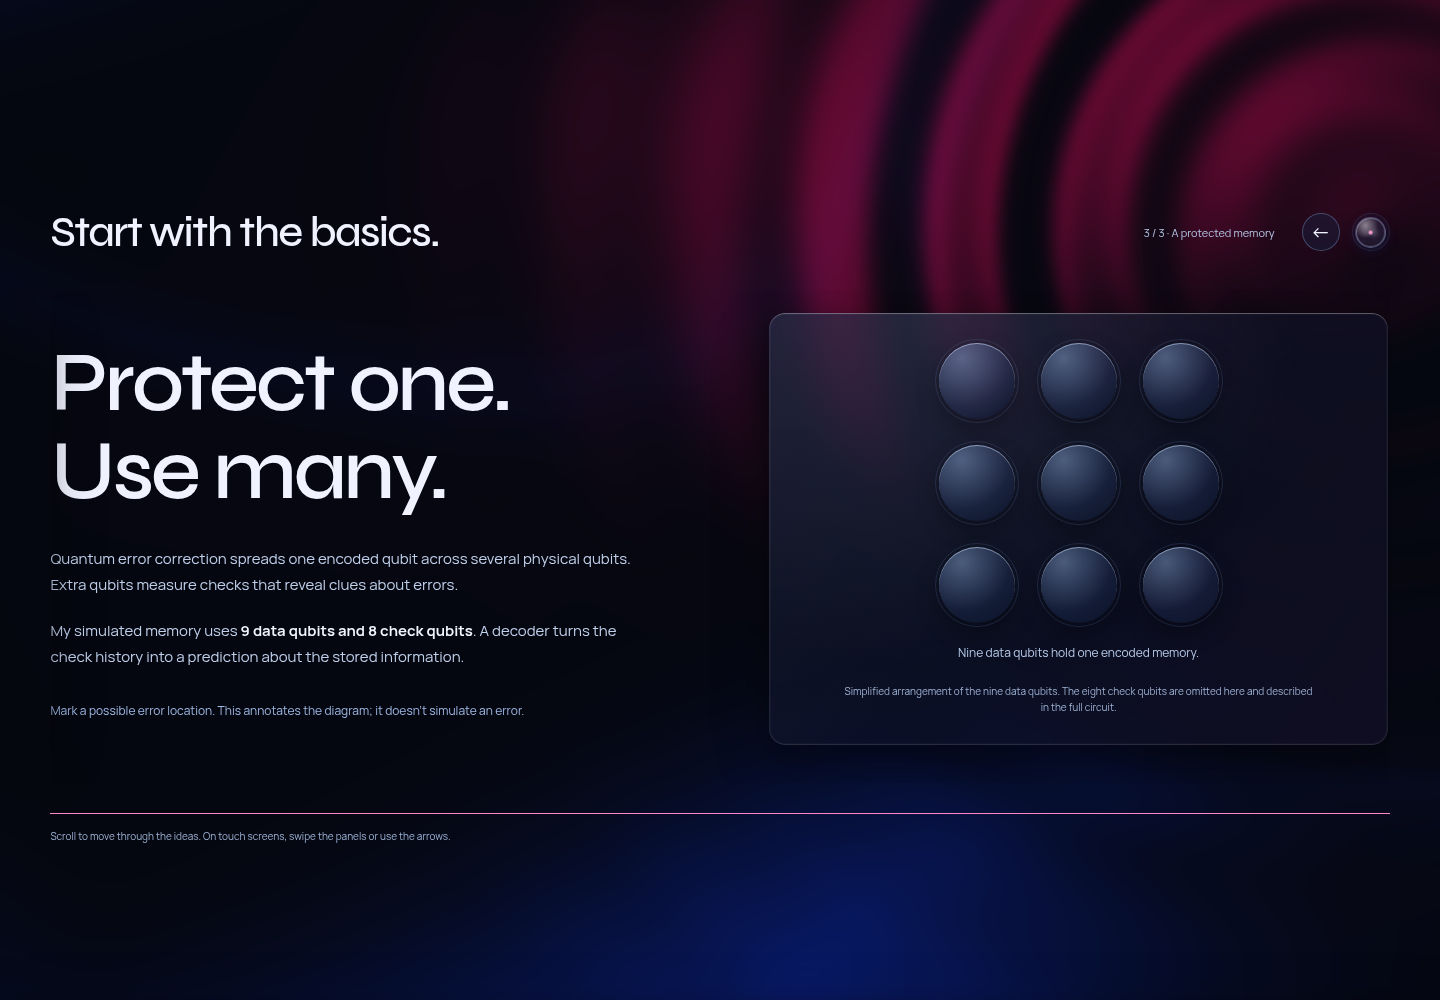 Start with the basics.
3 / 3 · A protected memory
Protect one.
Use many.
Quantum error correction spreads one encoded qubit across several physical qubits.
Extra qubits measure checks that reveal clues about errors.
My simulated memory uses 9 data qubits and 8 check qubits. A decoder turns the
check history into a prediction about the stored information.
Mark a possible error location. This annotates the diagram; it doesn't simulate an error.
Nine data qubits hold one encoded memory.
Simplified arrangement of the nine data qubits. The eight check qubits are omitted here and described
in the full circuit.
Scroll to move through the ideas. On touch screens, swipe the panels or use the arrows.